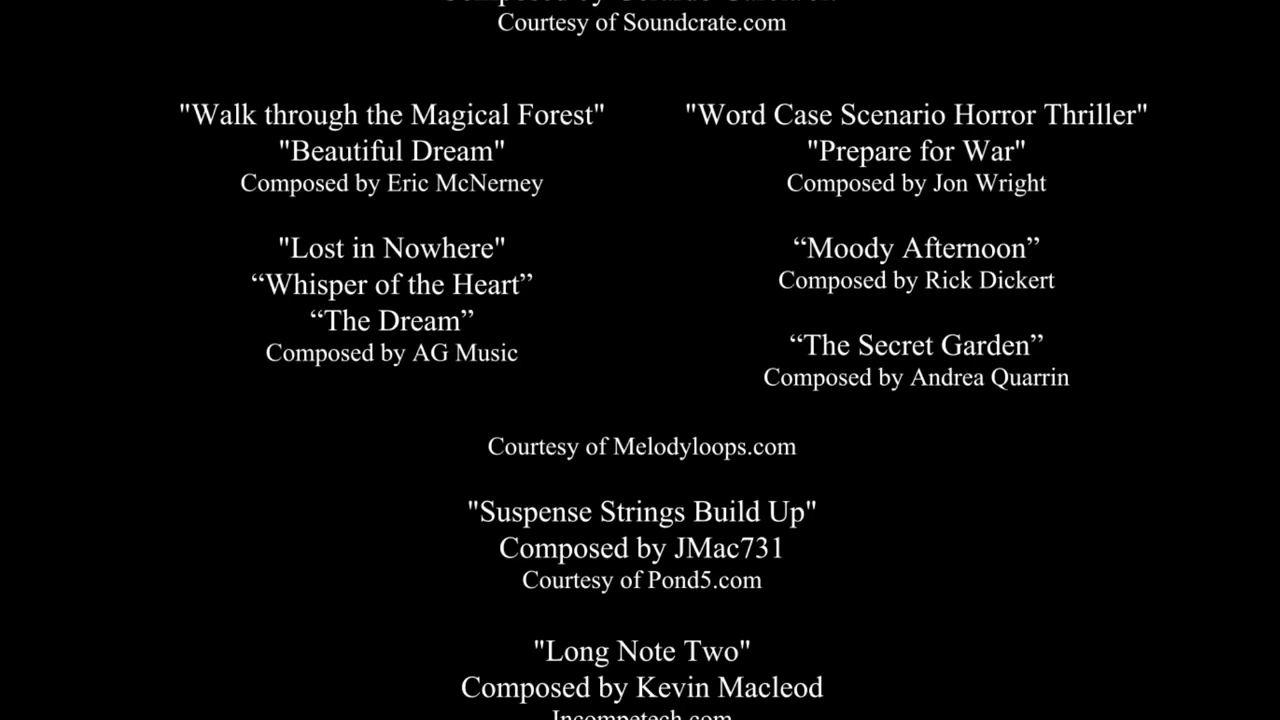 Courtesy of Soundcrate.com
"Walk through the Magical Forest"
"Beautiful Dream"
Composed by Eric McNerney
"Lost in Nowhere"
“Whisper of the Heart”
“The Dream”
Composed by AG Music
"Word Case Scenario Horror Thriller"
"Prepare for War"
Composed by Jon Wright
“Moody Afternoon”
Composed by Rick Dickert
“The Secret Garden”
Composed by Andrea Quarrin
Courtesy of Melodyloops.com
"Suspense Strings Build Up"
Composed by JMac731
Courtesy of Pond5.com
"Long Note Two"
Composed by Kevin Macleod
Incompetech.com